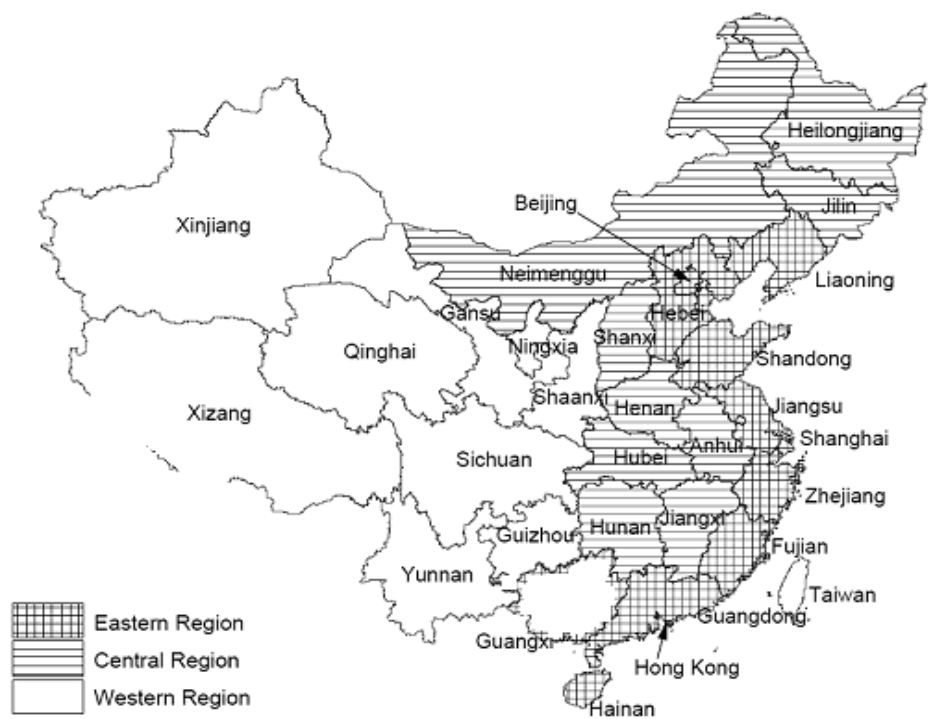 Heilongjiang
Beijing
Jilin
Xinjiang
Neimenggu
Liaoning
Gansu
Hebei
Shanxi
Qinghai
Ningxia
Shandong
Shaanxi
Xizang
Henan
Jiangsu
Shanghai
Anhui
Sichuan
Hubei
Zhejiang
Jiangxi
Hunan
Guizhou
Fujian
Yunnan
Taiwan
Guangdong
Eastern Region
Guangxi
Central Region
Hong Kong
Western Region
Hainan